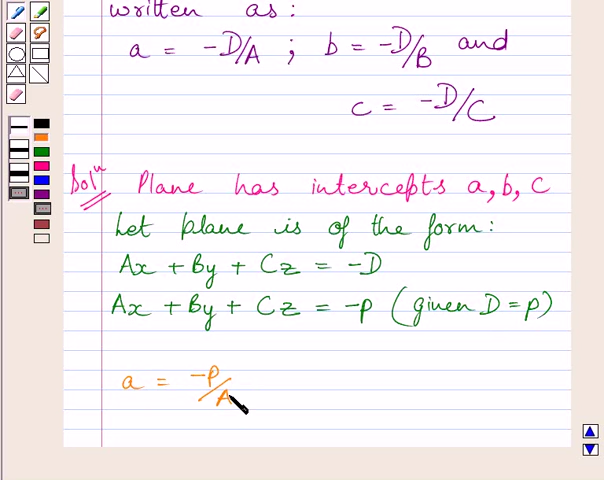 written as:
a = -D/A ; b = -D/B and
c = -D/C
Solⁿ Plane has intercepts a, b, c
Let plane is of the form:
Ax + By + Cz = -D
Ax + By + Cz = -p (given D = p)
a = -p/A